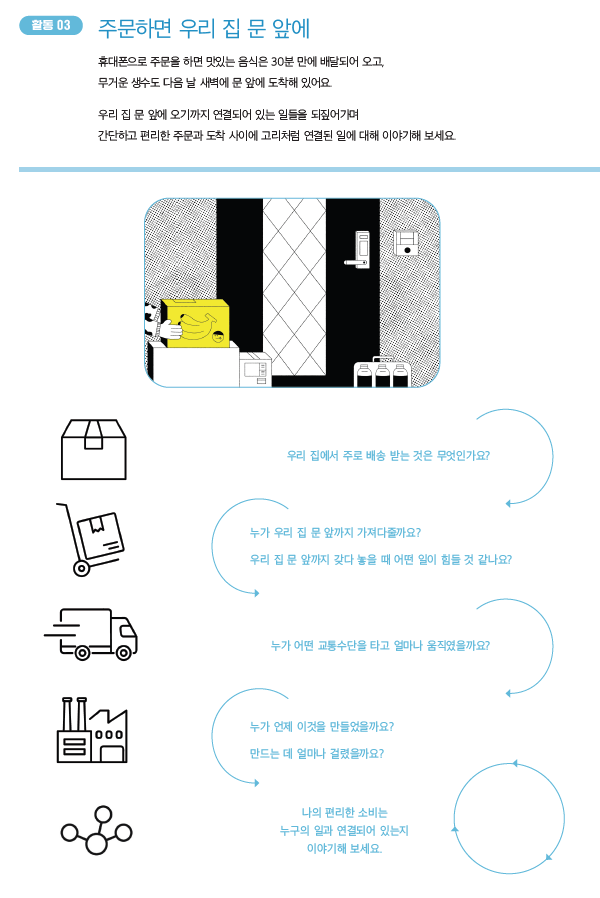 활동 03
주문하면 우리 집 문 앞에
휴대폰으로 주문을 하면 맛있는 음식은 30분 만에 배달되어 오고,
무거운 생수도 다음 날 새벽에 문 앞에 도착해 있어요.
우리 집 문 앞에 오기까지 연결되어 있는 일들을 되짚어가며
간단하고 편리한 주문과 도착 사이에 고리처럼 연결된 일에 대해 이야기해 보세요.
우리 집에서 주로 배송 받는 것은 무엇인가요?
누가 우리 집 문 앞까지 가져다줄까요?
우리 집 문 앞까지 갖다 놓을 때 어떤 일이 힘들 것 같나요?
누가 어떤 교통수단을 타고 얼마나 움직였을까요?
누가 언제 이것을 만들었을까요?
만드는 데 얼마나 걸렸을까요?
나의 편리한 소비는
누구의 일과 연결되어 있는지
이야기해 보세요.